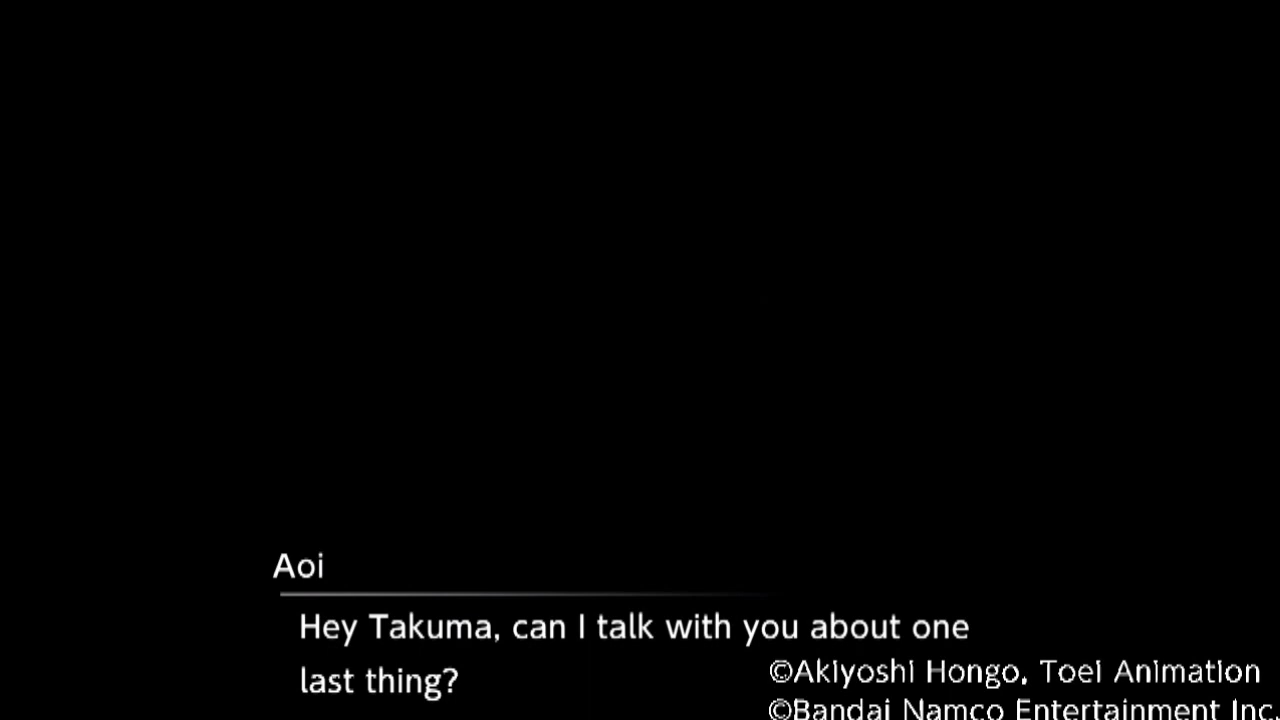 Aoi
Hey Takuma, can I talk with you about one
last thing?
©Akiyoshi Hongo, Toei Animation
©Bandai Namco Entertainment Inc.